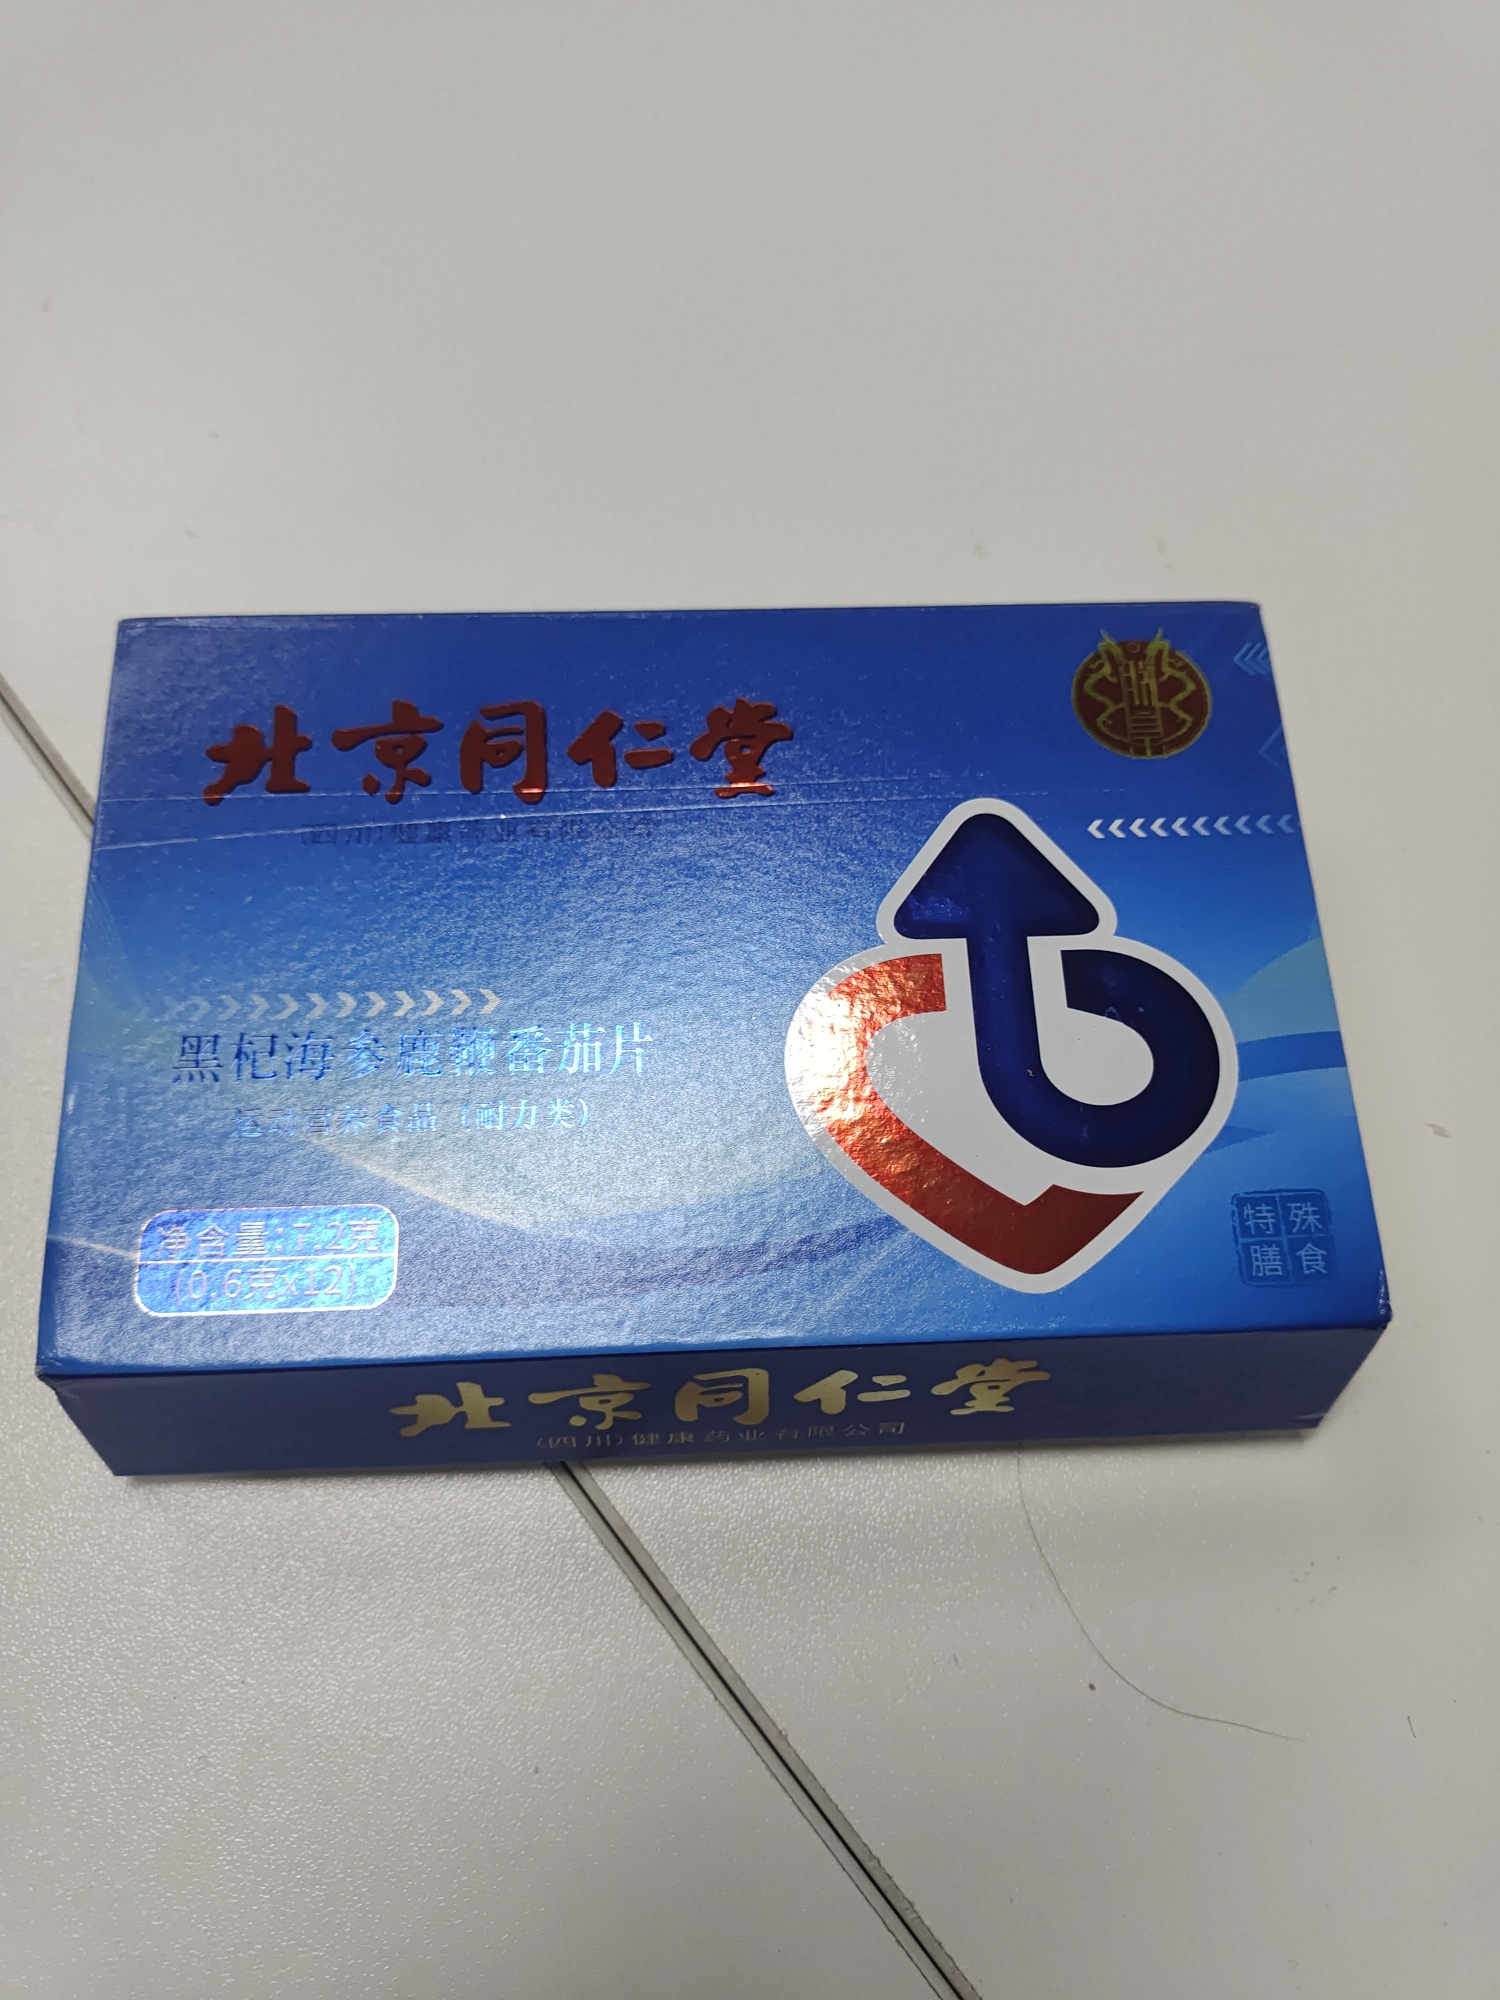 北京同仁堂
(四川)健康药业有限公司
黑杞海参鹿鞭番茄片
运动营养食品（耐力类）
净含量:7.2克
(0.6克x12)
特殊
膳食
北京同仁堂
(四川)健康药业有限公司